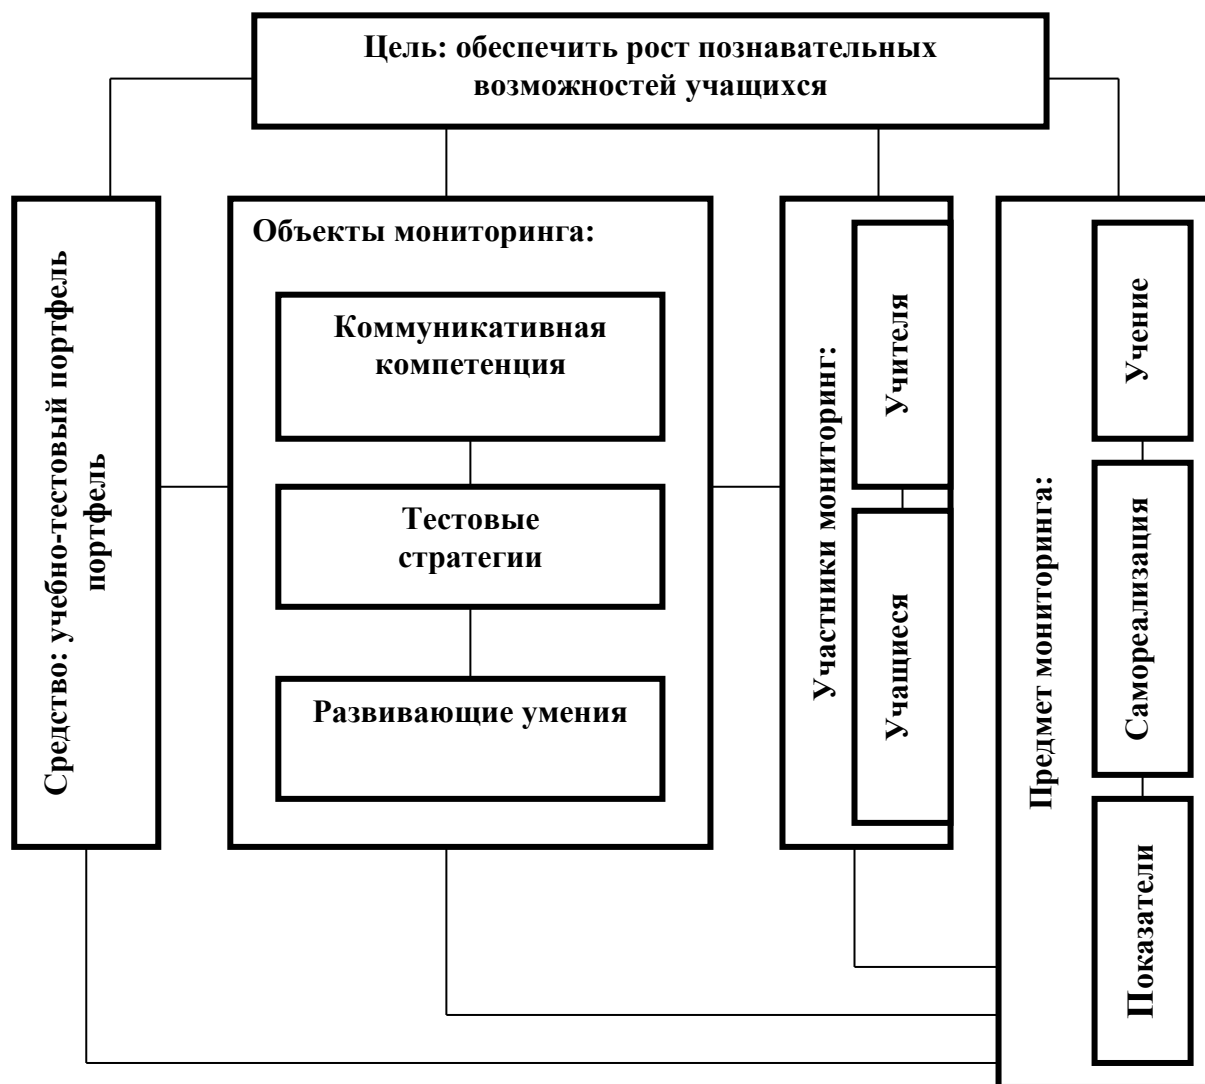 Цель: обеспечить рост познавательных
возможностей учащихся
Средство: учебно-тестовый портфель
портфель
Объекты мониторинга:
Коммуникативная
компетенция
Тестовые
стратегии
Развивающие умения
Участники мониторинг:
Учителя
Учащиеся
Предмет мониторинга:
Учение
Самореализация
Показатели